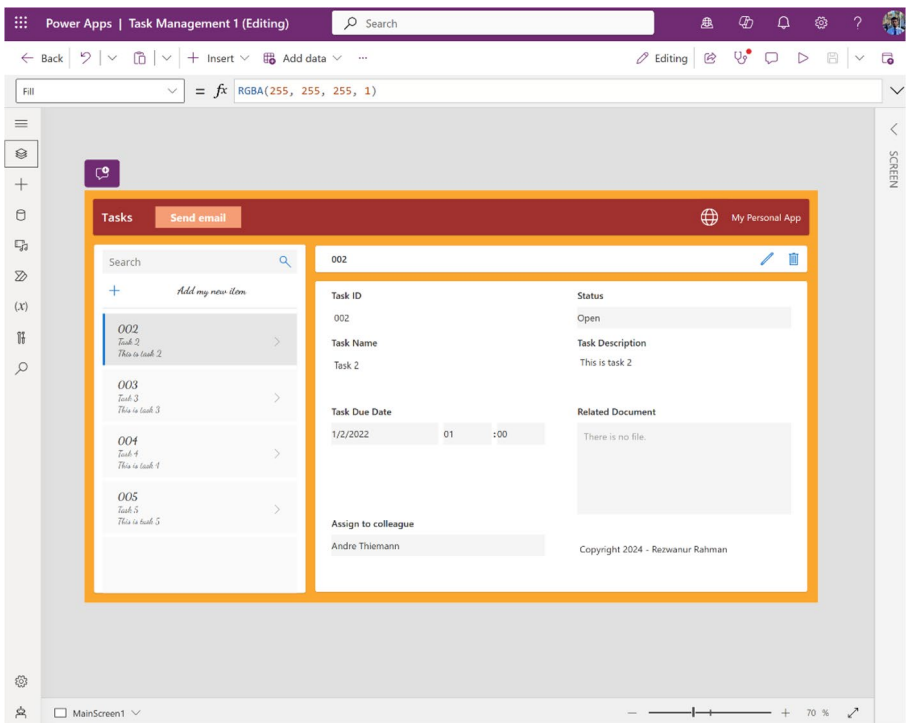 Power Apps | Task Management 1 (Editing)
Search
Back
Insert
Add data
...
Editing
Fill
= fx RGBA(255, 255, 255, 1)
SCREEN
Tasks
Send email
My Personal App
Search
Add my new item
002
Task 2
This is task 2
003
Task 3
This is task 3
004
Task 4
This is task 4
005
Task 5
This is task 5
002
Task ID
002
Status
Open
Task Name
Task 2
Task Description
This is task 2
Task Due Date
1/2/2022 01 :00
Related Document
There is no file.
Assign to colleague
Andre Thiemann
Copyright 2024 - Rezwanur Rahman
MainScreen1
70 %